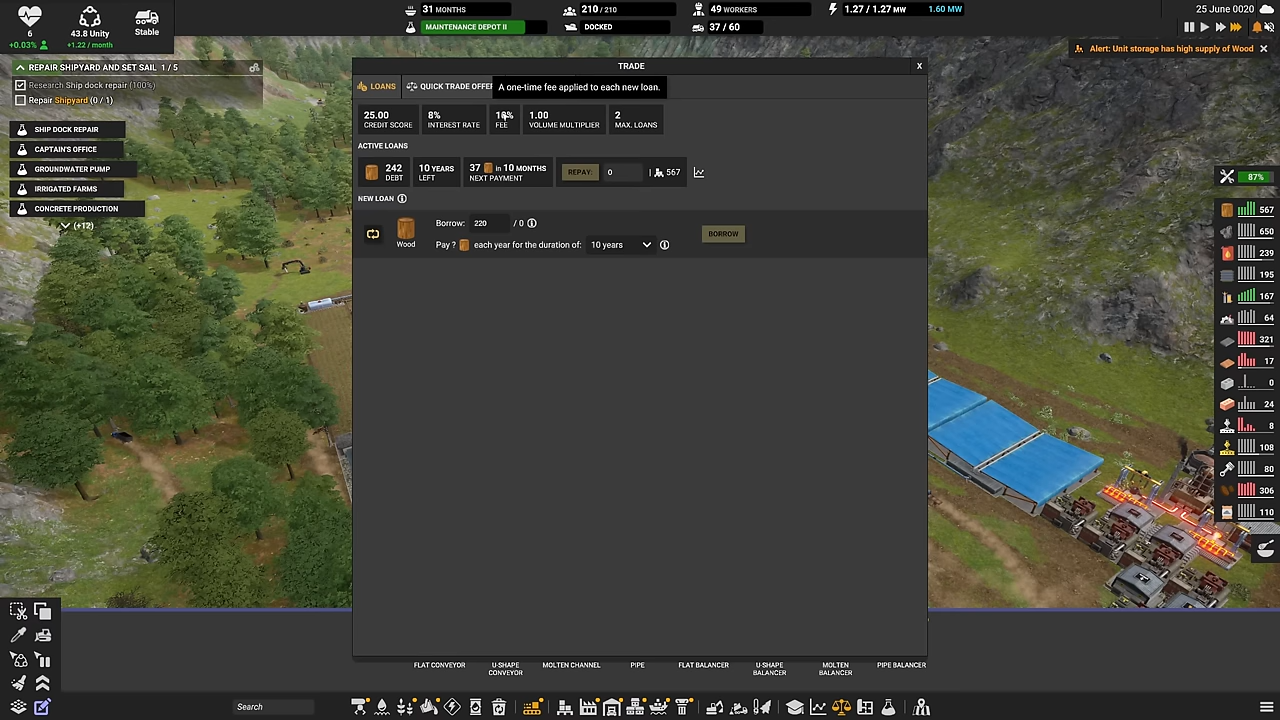 6
+0.03%
43.8 Unity
+1.22 / month
Stable
31 MONTHS
MAINTENANCE DEPOT II
210 / 210
DOCKED
49 WORKERS
37 / 60
1.27 / 1.27 MW
1.60 MW
25 June 0020
Alert: Unit storage has high supply of Wood
REPAIR SHIPYARD AND SET SAIL 1 / 5
Research Ship dock repair (100%)
Repair Shipyard (0 / 1)
SHIP DOCK REPAIR
CAPTAIN'S OFFICE
GROUNDWATER PUMP
IRRIGATED FARMS
CONCRETE PRODUCTION
(+12)
TRADE
X
LOANS
QUICK TRADE OFFER
A one-time fee applied to each new loan.
25.00
CREDIT SCORE
8%
INTEREST RATE
FEE
1.00
VOLUME MULTIPLIER
2
MAX. LOANS
ACTIVE LOANS
242
DEBT
10 YEARS
LEFT
37 in 10 MONTHS
NEXT PAYMENT
REPAY:
0
567
NEW LOAN
Wood
Borrow: 220 / 0
Pay ? each year for the duration of: 10 years
BORROW
87%
567
650
239
195
167
64
321
17
0
24
8
108
80
306
110
FLAT CONVEYOR
U-SHAPE CONVEYOR
MOLTEN CHANNEL
PIPE
FLAT BALANCER
U-SHAPE BALANCER
MOLTEN BALANCER
PIPE BALANCER
Search